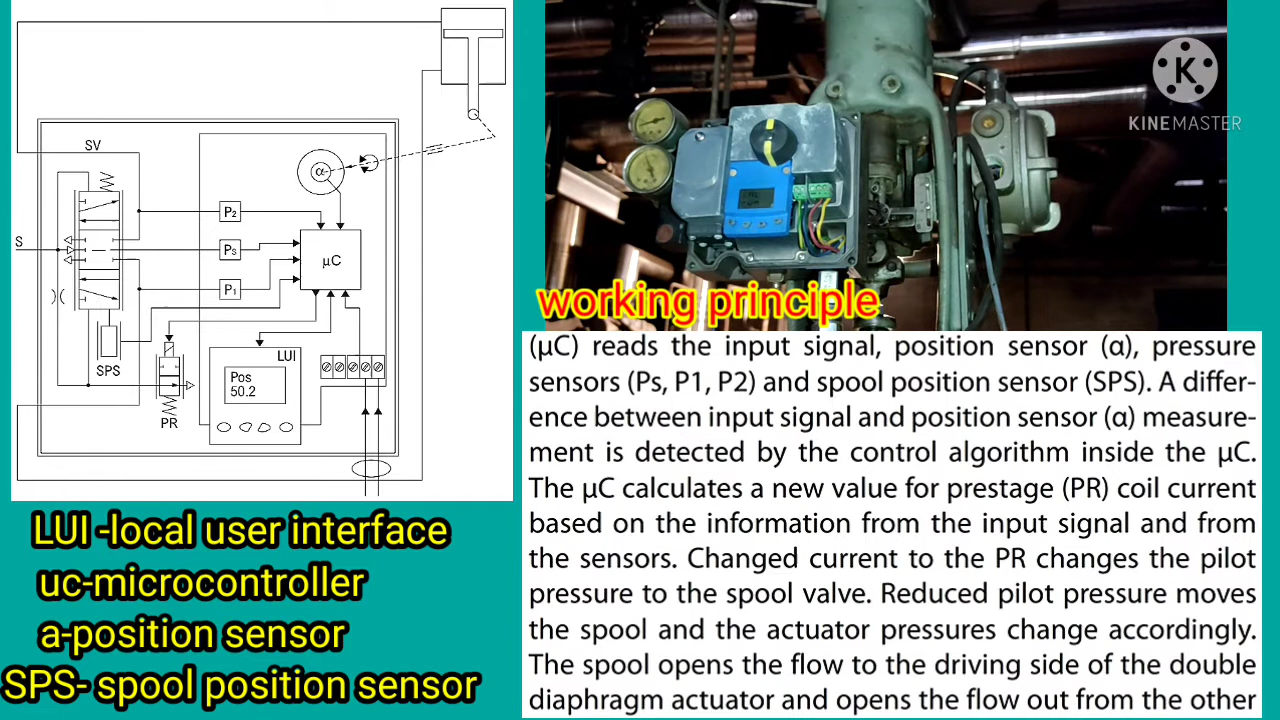 SV
S
P2
Ps
P1
α
µC
SPS
PR
LUI
Pos
50.2
LUI -local user interface
uc-microcontroller
a-position sensor
SPS- spool position sensor
K
KINEMASTER
working principle
(µC) reads the input signal, position sensor (α), pressure
sensors (Ps, P1, P2) and spool position sensor (SPS). A differ-
ence between input signal and position sensor (α) measure-
ment is detected by the control algorithm inside the µC.
The µC calculates a new value for prestage (PR) coil current
based on the information from the input signal and from
the sensors. Changed current to the PR changes the pilot
pressure to the spool valve. Reduced pilot pressure moves
the spool and the actuator pressures change accordingly.
The spool opens the flow to the driving side of the double
diaphragm actuator and opens the flow out from the other